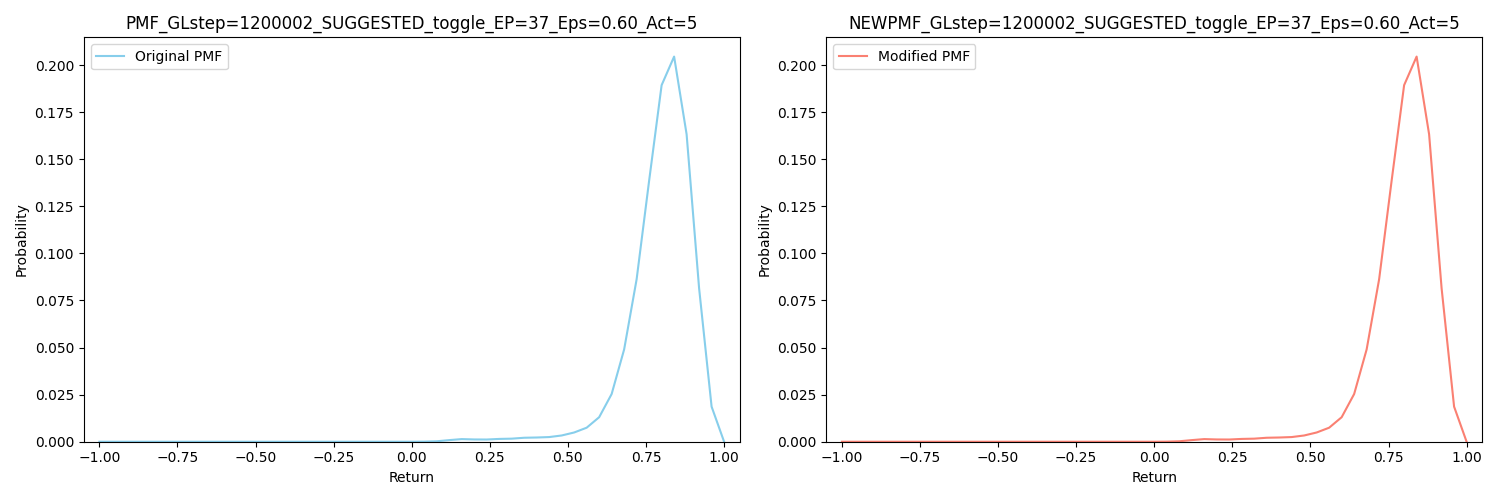 PMF_GLstep=1200002_SUGGESTED_toggle_EP=37_Eps=0.60_Act=5
Original PMF
0.200
0.175
0.150
0.125
0.100
0.075
0.050
0.025
0.000
Probability
−1.00 −0.75 −0.50 −0.25 0.00 0.25 0.50 0.75 1.00
Return
NEWPMF_GLstep=1200002_SUGGESTED_toggle_EP=37_Eps=0.60_Act=5
Modified PMF
0.200
0.175
0.150
0.125
0.100
0.075
0.050
0.025
0.000
Probability
−1.00 −0.75 −0.50 −0.25 0.00 0.25 0.50 0.75 1.00
Return